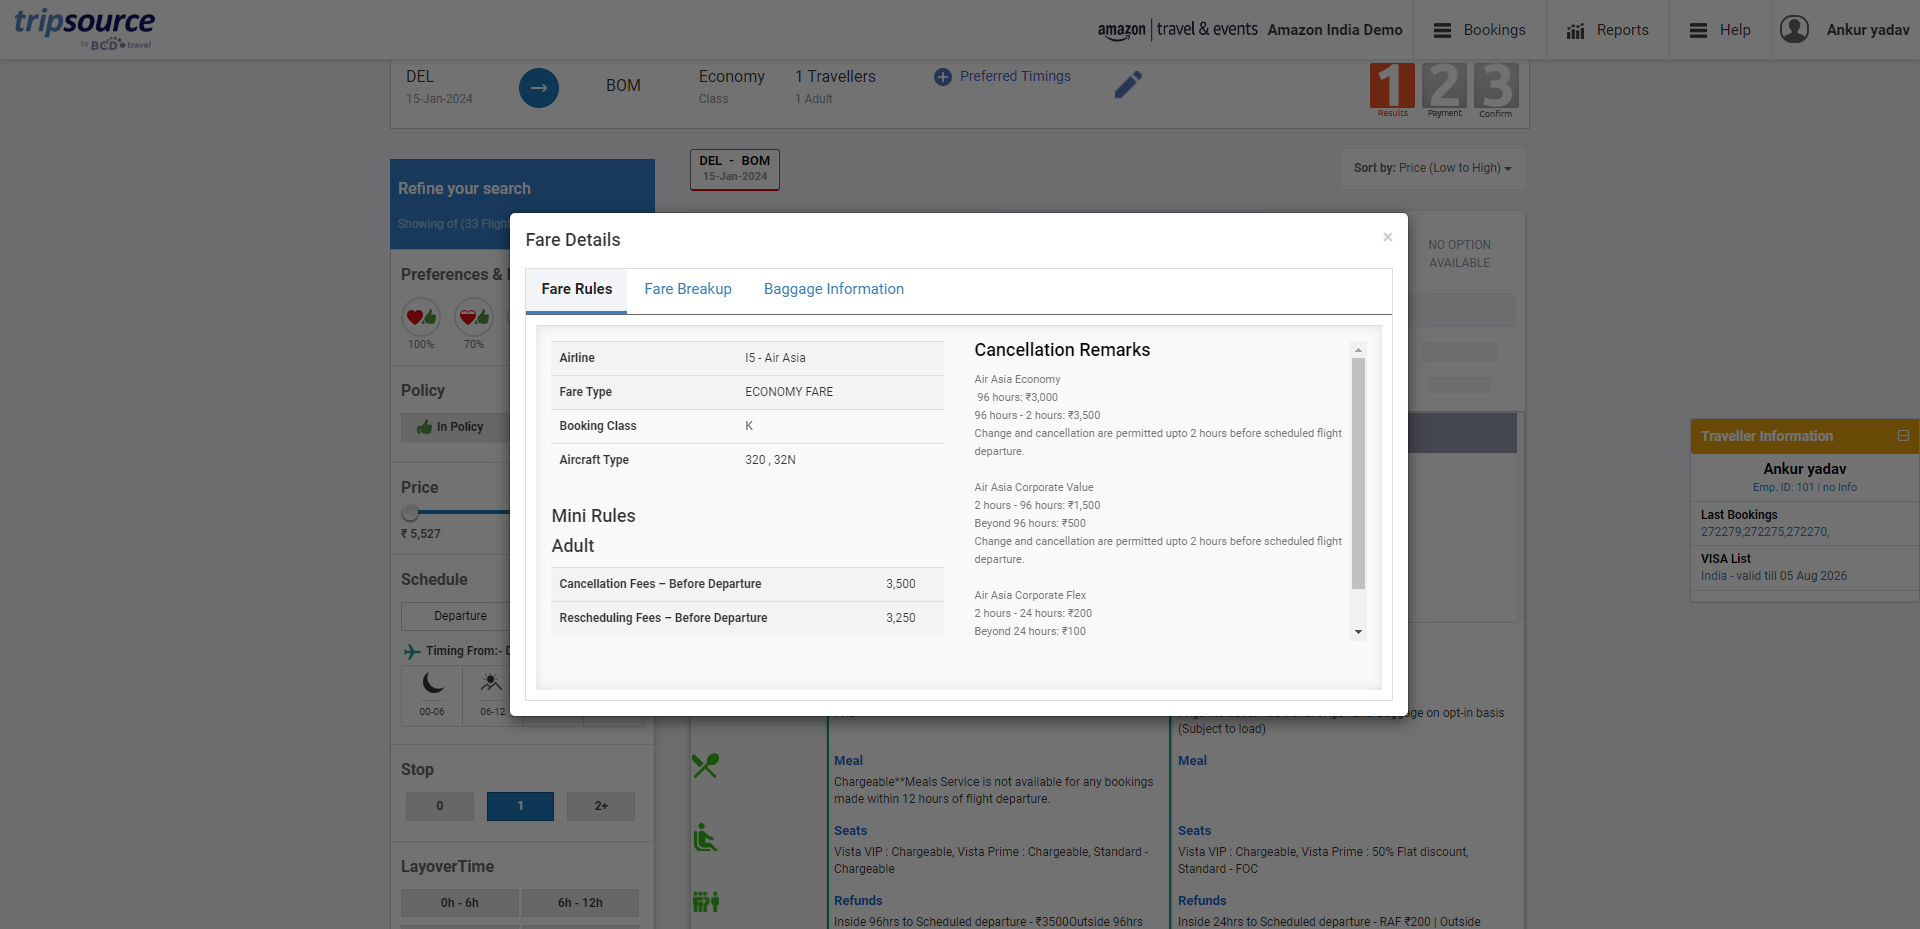 tripsource
by BCD travel
amazon travel & events Amazon India Demo
Bookings
Reports
Help
Ankur yadav
DEL
15-Jan-2024
BOM
Economy
Class
1 Travellers
1 Adult
Preferred Timings
1 Results
2 Payment
3 Confirm
DEL - BOM
15-Jan-2024
Sort by: Price (Low to High)
Refine your search
Showing of (33 Flight
NO OPTION
AVAILABLE
Preferences &
100%
70%
Policy
In Policy
Price
₹ 5,527
Schedule
Departure
Timing From:- D
00-06
06-12
Stop
0
1
2+
LayoverTime
0h - 6h
6h - 12h
Fare Details
×
Fare Rules
Fare Breakup
Baggage Information
Airline I5 - Air Asia
Fare Type ECONOMY FARE
Booking Class K
Aircraft Type 320 , 32N
Mini Rules
Adult
Cancellation Fees – Before Departure 3,500
Rescheduling Fees – Before Departure 3,250
Cancellation Remarks
Air Asia Economy
96 hours: ₹3,000
96 hours - 2 hours: ₹3,500
Change and cancellation are permitted upto 2 hours before scheduled flight
departure.
Air Asia Corporate Value
2 hours - 96 hours: ₹1,500
Beyond 96 hours: ₹500
Change and cancellation are permitted upto 2 hours before scheduled flight
departure.
Air Asia Corporate Flex
2 hours - 24 hours: ₹200
Beyond 24 hours: ₹100
Traveller Information
Ankur yadav
Emp. ID: 101 | no Info
Last Bookings
272279,272275,272270,
VISA List
India - valid till 05 Aug 2026
on opt-in basis
(Subject to load)
Meal
Chargeable**Meals Service is not available for any bookings
made within 12 hours of flight departure.
Meal
Seats
Vista VIP : Chargeable, Vista Prime : Chargeable, Standard -
Chargeable
Seats
Vista VIP : Chargeable, Vista Prime : 50% Flat discount,
Standard - FOC
Refunds
Inside 96hrs to Scheduled departure - ₹3500Outside 96hrs
Refunds
Inside 24hrs to Scheduled departure - RAF ₹200 | Outside